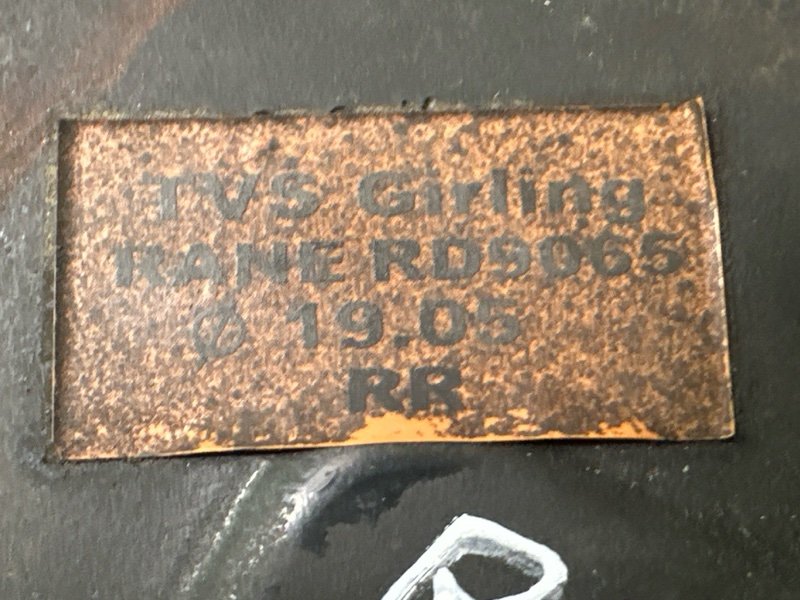 TVS Girling
RANE RD9065
Ø 19.05
RR